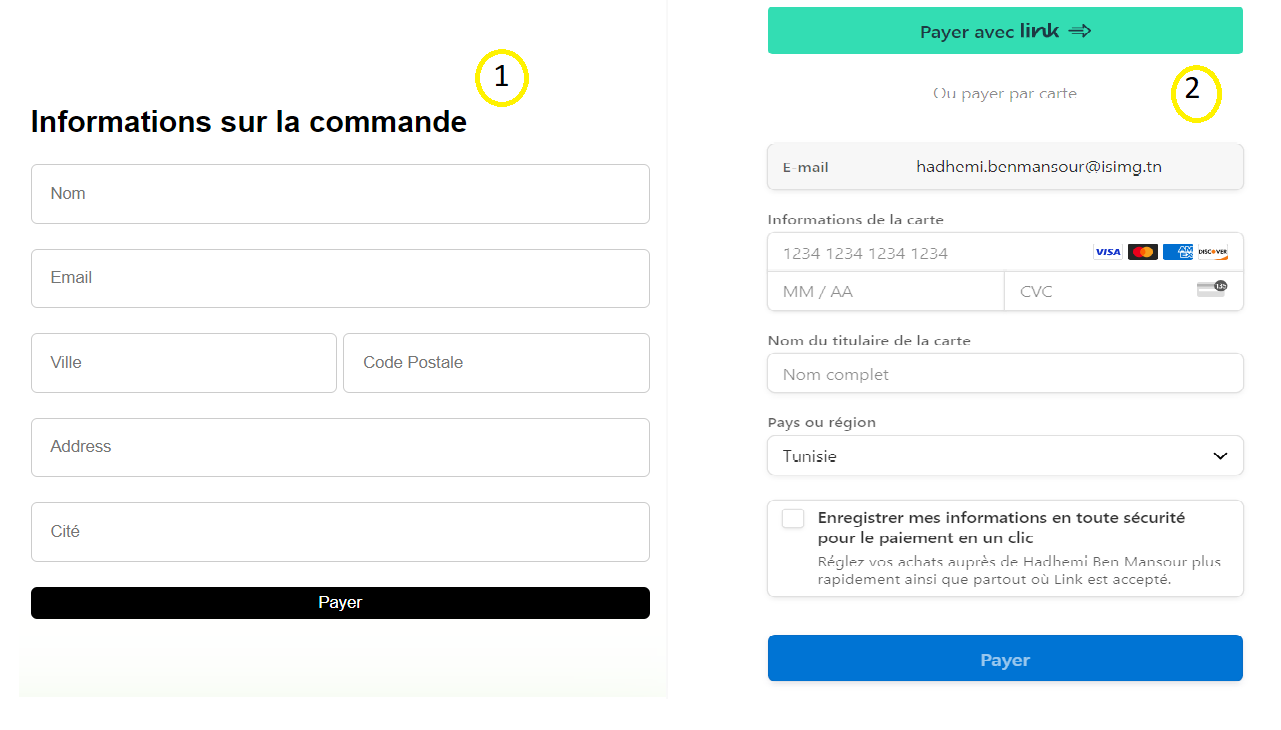 1
Informations sur la commande
Nom
Email
Ville
Code Postale
Address
Cité
Payer
Payer avec link
2
Ou payer par carte
E-mail
hadhemi.benmansour@isimg.tn
Informations de la carte
1234 1234 1234 1234
VISA
AM EX
DISCOVER
MM / AA
CVC
135
Nom du titulaire de la carte
Nom complet
Pays ou région
Tunisie
Enregistrer mes informations en toute sécurité
pour le paiement en un clic
Réglez vos achats auprès de Hadhemi Ben Mansour plus
rapidement ainsi que partout où Link est accepté.
Payer